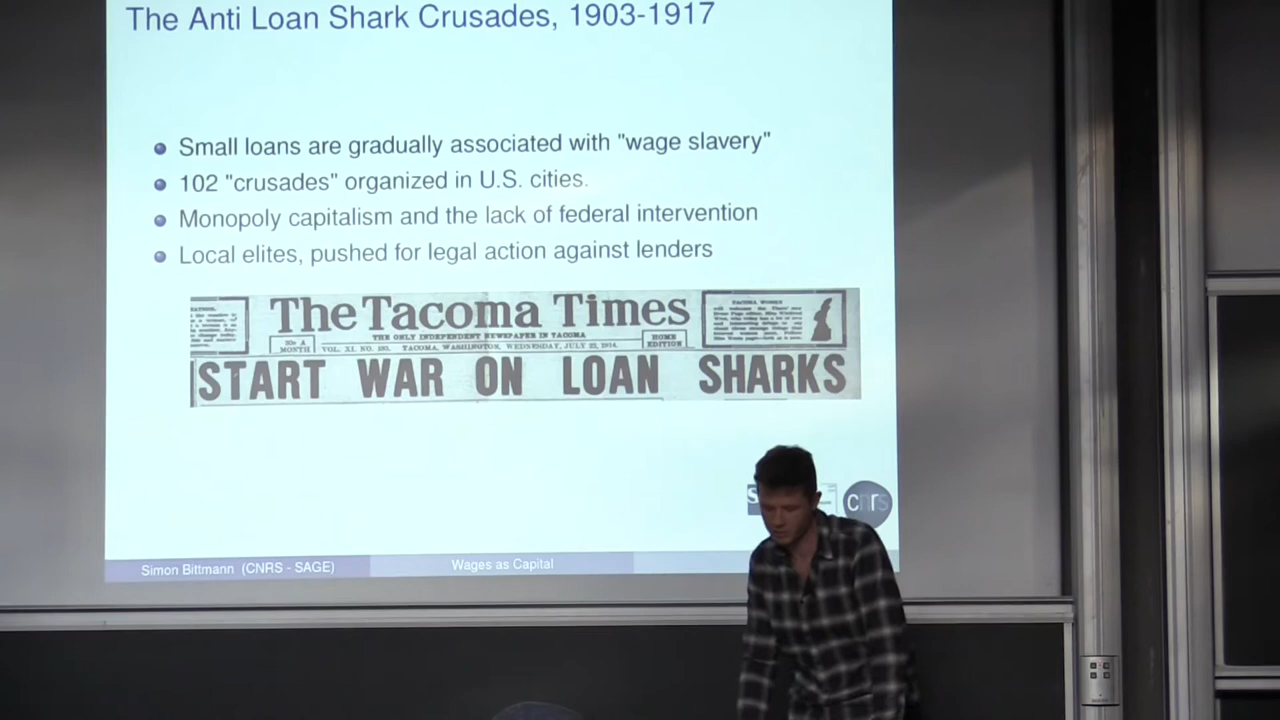 The Anti Loan Shark Crusades, 1903-1917
Small loans are gradually associated with "wage slavery"
102 "crusades" organized in U.S. cities.
Monopoly capitalism and the lack of federal intervention
Local elites, pushed for legal action against lenders
The Tacoma Times
THE ONLY INDEPENDENT NEWSPAPER IN TACOMA
30c A MONTH
VOL. XI. NO. TACOMA, WASHINGTON, WEDNESDAY, JULY 22, 1914.
HOME EDITION
START WAR ON LOAN SHARKS
S
cnrs
Simon Bittmann (CNRS - SAGE)
Wages as Capital